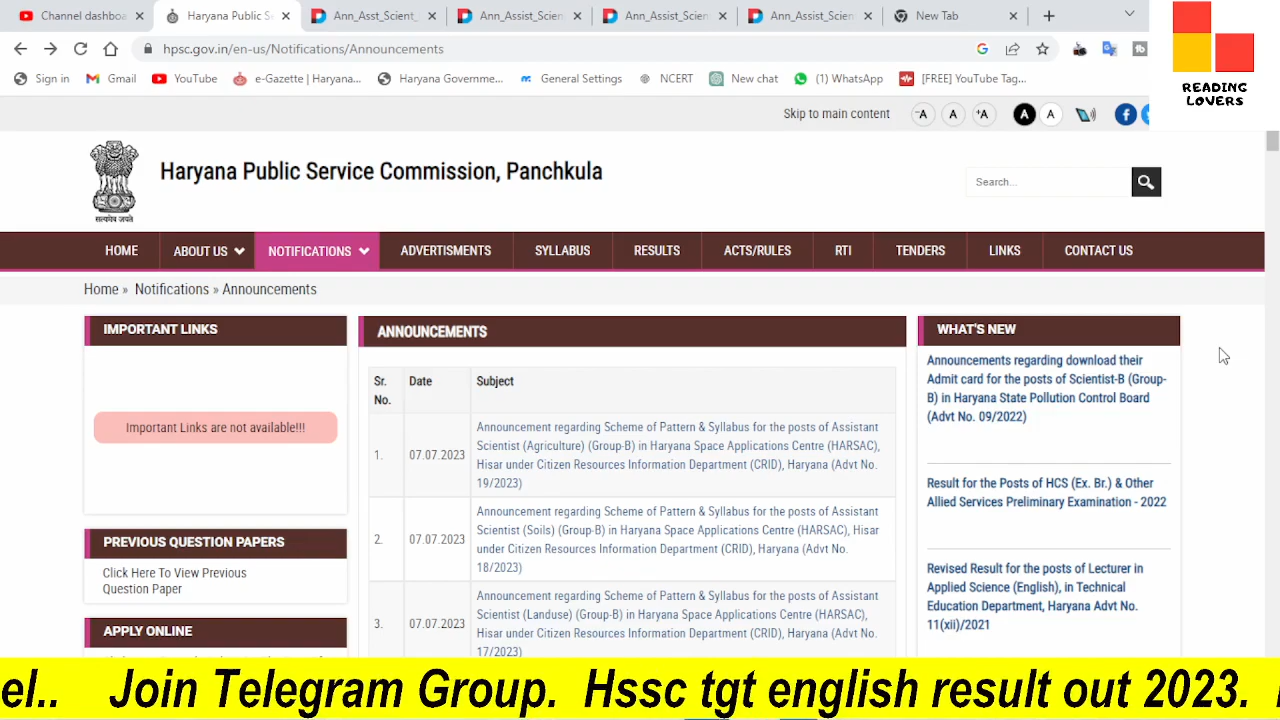 Channel dashboa
Haryana Public S
Ann_Asst_Scient_
Ann_Assist_Scien
Ann_Assist_Scien
Ann_Assist_Scien
New Tab
hpsc.gov.in/en-us/Notifications/Announcements
Sign in
Gmail
YouTube
e-Gazette | Haryana...
Haryana Governme...
General Settings
NCERT
New chat
(1) WhatsApp
[FREE] YouTube Tag...
READING
LOVERS
Skip to main content
-A
A
+A
A
A
Haryana Public Service Commission, Panchkula
सत्यमेव जयते
Search...
HOME
ABOUT US
NOTIFICATIONS
ADVERTISMENTS
SYLLABUS
RESULTS
ACTS/RULES
RTI
TENDERS
LINKS
CONTACT US
Home » Notifications » Announcements
IMPORTANT LINKS
Important Links are not available!!!
PREVIOUS QUESTION PAPERS
Click Here To View Previous
Question Paper
APPLY ONLINE
ANNOUNCEMENTS
Sr.
No.
Date
Subject
1.
07.07.2023
Announcement regarding Scheme of Pattern & Syllabus for the posts of Assistant
Scientist (Agriculture) (Group-B) in Haryana Space Applications Centre (HARSAC),
Hisar under Citizen Resources Information Department (CRID), Haryana (Advt No.
19/2023)
2.
07.07.2023
Announcement regarding Scheme of Pattern & Syllabus for the posts of Assistant
Scientist (Soils) (Group-B) in Haryana Space Applications Centre (HARSAC), Hisar
under Citizen Resources Information Department (CRID), Haryana (Advt No.
18/2023)
3.
07.07.2023
Announcement regarding Scheme of Pattern & Syllabus for the posts of Assistant
Scientist (Landuse) (Group-B) in Haryana Space Applications Centre (HARSAC),
Hisar under Citizen Resources Information Department (CRID), Haryana (Advt No.
17/2023)
WHAT'S NEW
Announcements regarding download their
Admit card for the posts of Scientist-B (Group-
B) in Haryana State Pollution Control Board
(Advt No. 09/2022)
Result for the Posts of HCS (Ex. Br.) & Other
Allied Services Preliminary Examination - 2022
Revised Result for the posts of Lecturer in
Applied Science (English), in Technical
Education Department, Haryana Advt No.
11(xii)/2021
el.. Join Telegram Group. Hssc tgt english result out 2023.